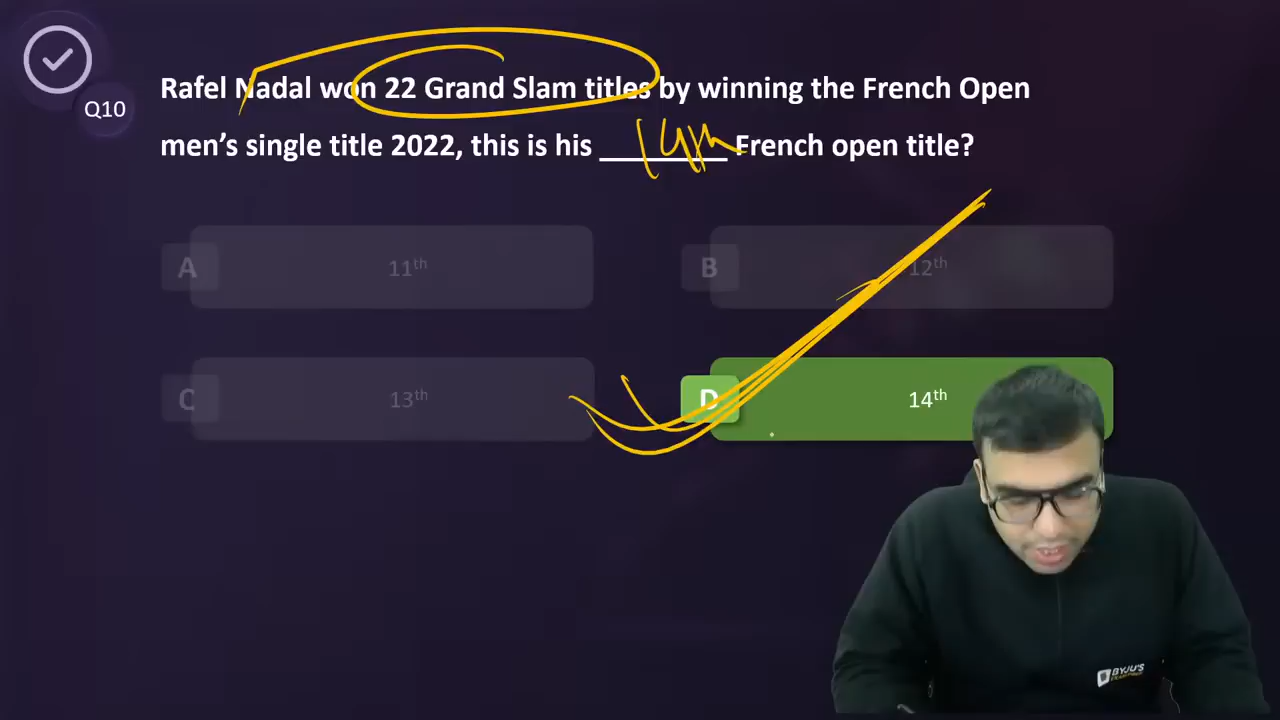 Q10
Rafel Nadal won 22 Grand Slam titles by winning the French Open
men’s single title 2022, this is his ________ French open title?
14th
A
11th
B
12th
C
13th
D
14th
BYJU'S